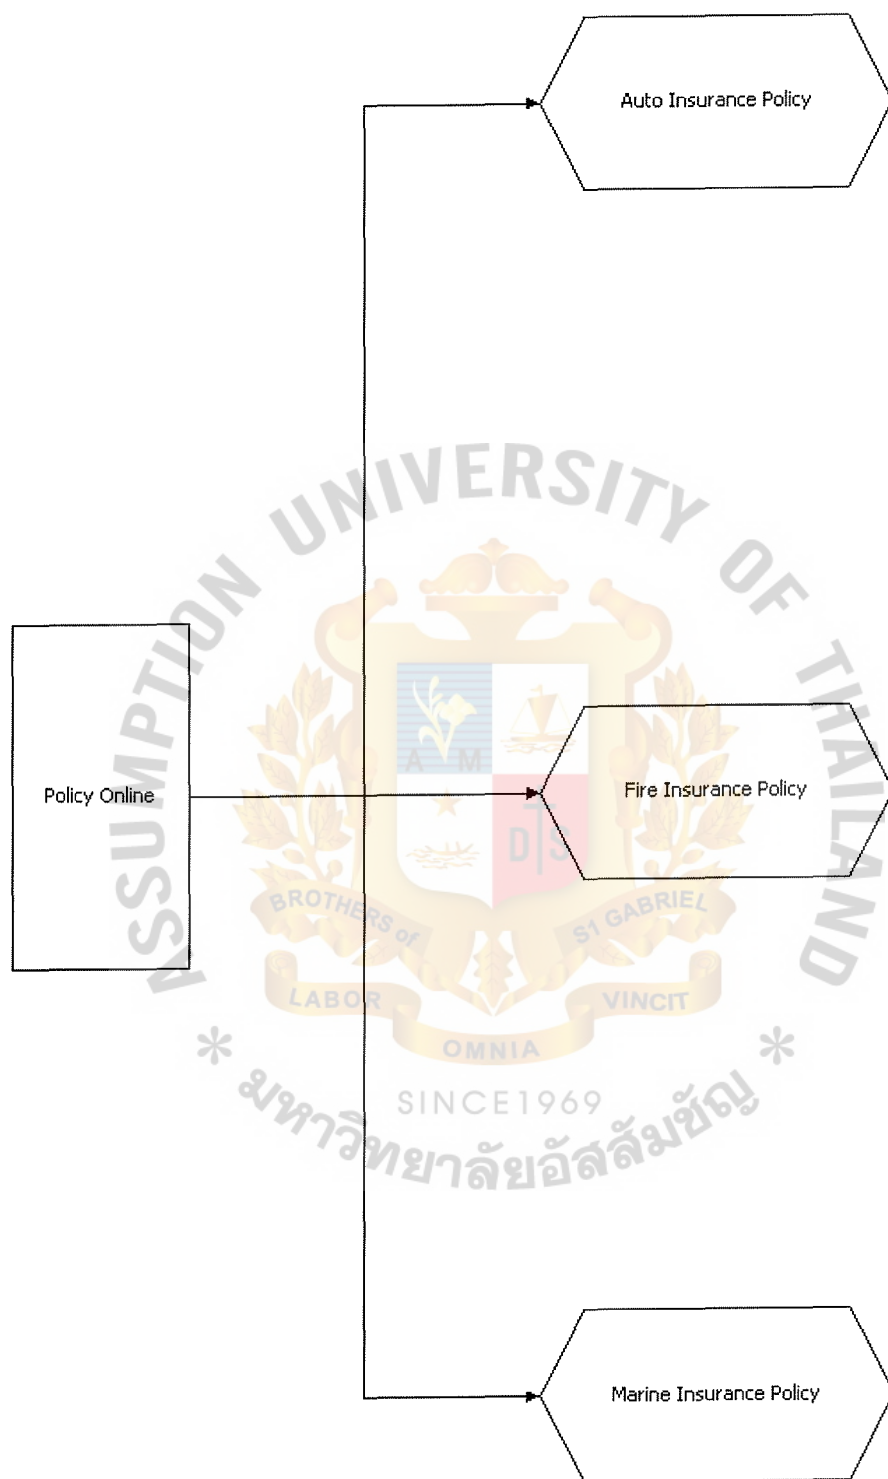 Auto Insurance Policy
ASSUMPTION UNIVERSITY OF THAILAND
A M
Policy Online
Fire Insurance Policy
D S
BROTHERS of
S1 GABRIEL
LABOR
VINCIT
OMNIA
SINCE1969
* มหาวิทยาลัยอัสสัมชัญ *
Marine Insurance Policy